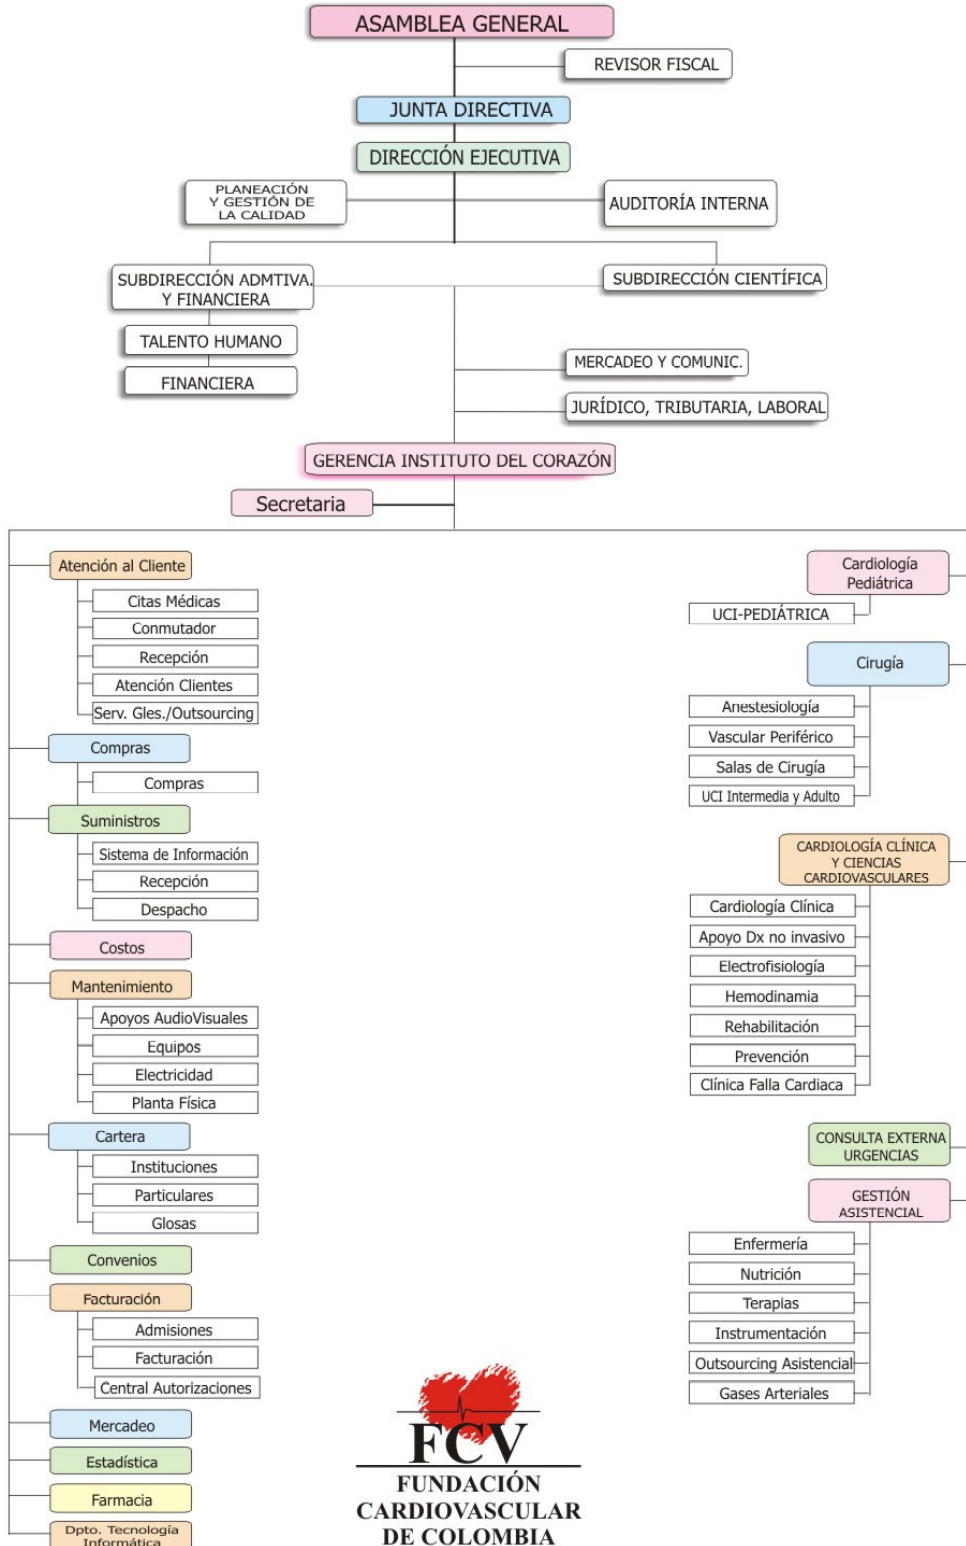 ASAMBLEA GENERAL
REVISOR FISCAL
JUNTA DIRECTIVA
DIRECCIÓN EJECUTIVA
PLANEACIÓN
Y GESTIÓN DE
LA CALIDAD
AUDITORÍA INTERNA
SUBDIRECCIÓN ADMTIVA.
Y FINANCIERA
SUBDIRECCIÓN CIENTÍFICA
TALENTO HUMANO
FINANCIERA
MERCADEO Y COMUNIC.
JURÍDICO, TRIBUTARIA, LABORAL
GERENCIA INSTITUTO DEL CORAZÓN
Secretaria
Atención al Cliente
Citas Médicas
Conmutador
Recepción
Atención Clientes
Serv. Gles./Outsourcing
Compras
Compras
Suministros
Sistema de Información
Recepción
Despacho
Costos
Mantenimiento
Apoyos AudioVisuales
Equipos
Electricidad
Planta Física
Cartera
Instituciones
Particulares
Glosas
Convenios
Facturación
Admisiones
Facturación
Central Autorizaciones
Mercadeo
Estadística
Farmacia
Dpto. Tecnología
Informática
Cardiología
Pediátrica
UCI-PEDIÁTRICA
Cirugía
Anestesiología
Vascular Periférico
Salas de Cirugía
UCI Intermedia y Adulto
CARDIOLOGÍA CLÍNICA
Y CIENCIAS
CARDIOVASCULARES
Cardiología Clínica
Apoyo Dx no invasivo
Electrofisiología
Hemodinamia
Rehabilitación
Prevención
Clínica Falla Cardiaca
CONSULTA EXTERNA
URGENCIAS
GESTIÓN
ASISTENCIAL
Enfermería
Nutrición
Terapias
Instrumentación
Outsourcing Asistencial
Gases Arteriales
FCV
FUNDACIÓN
CARDIOVASCULAR
DE COLOMBIA